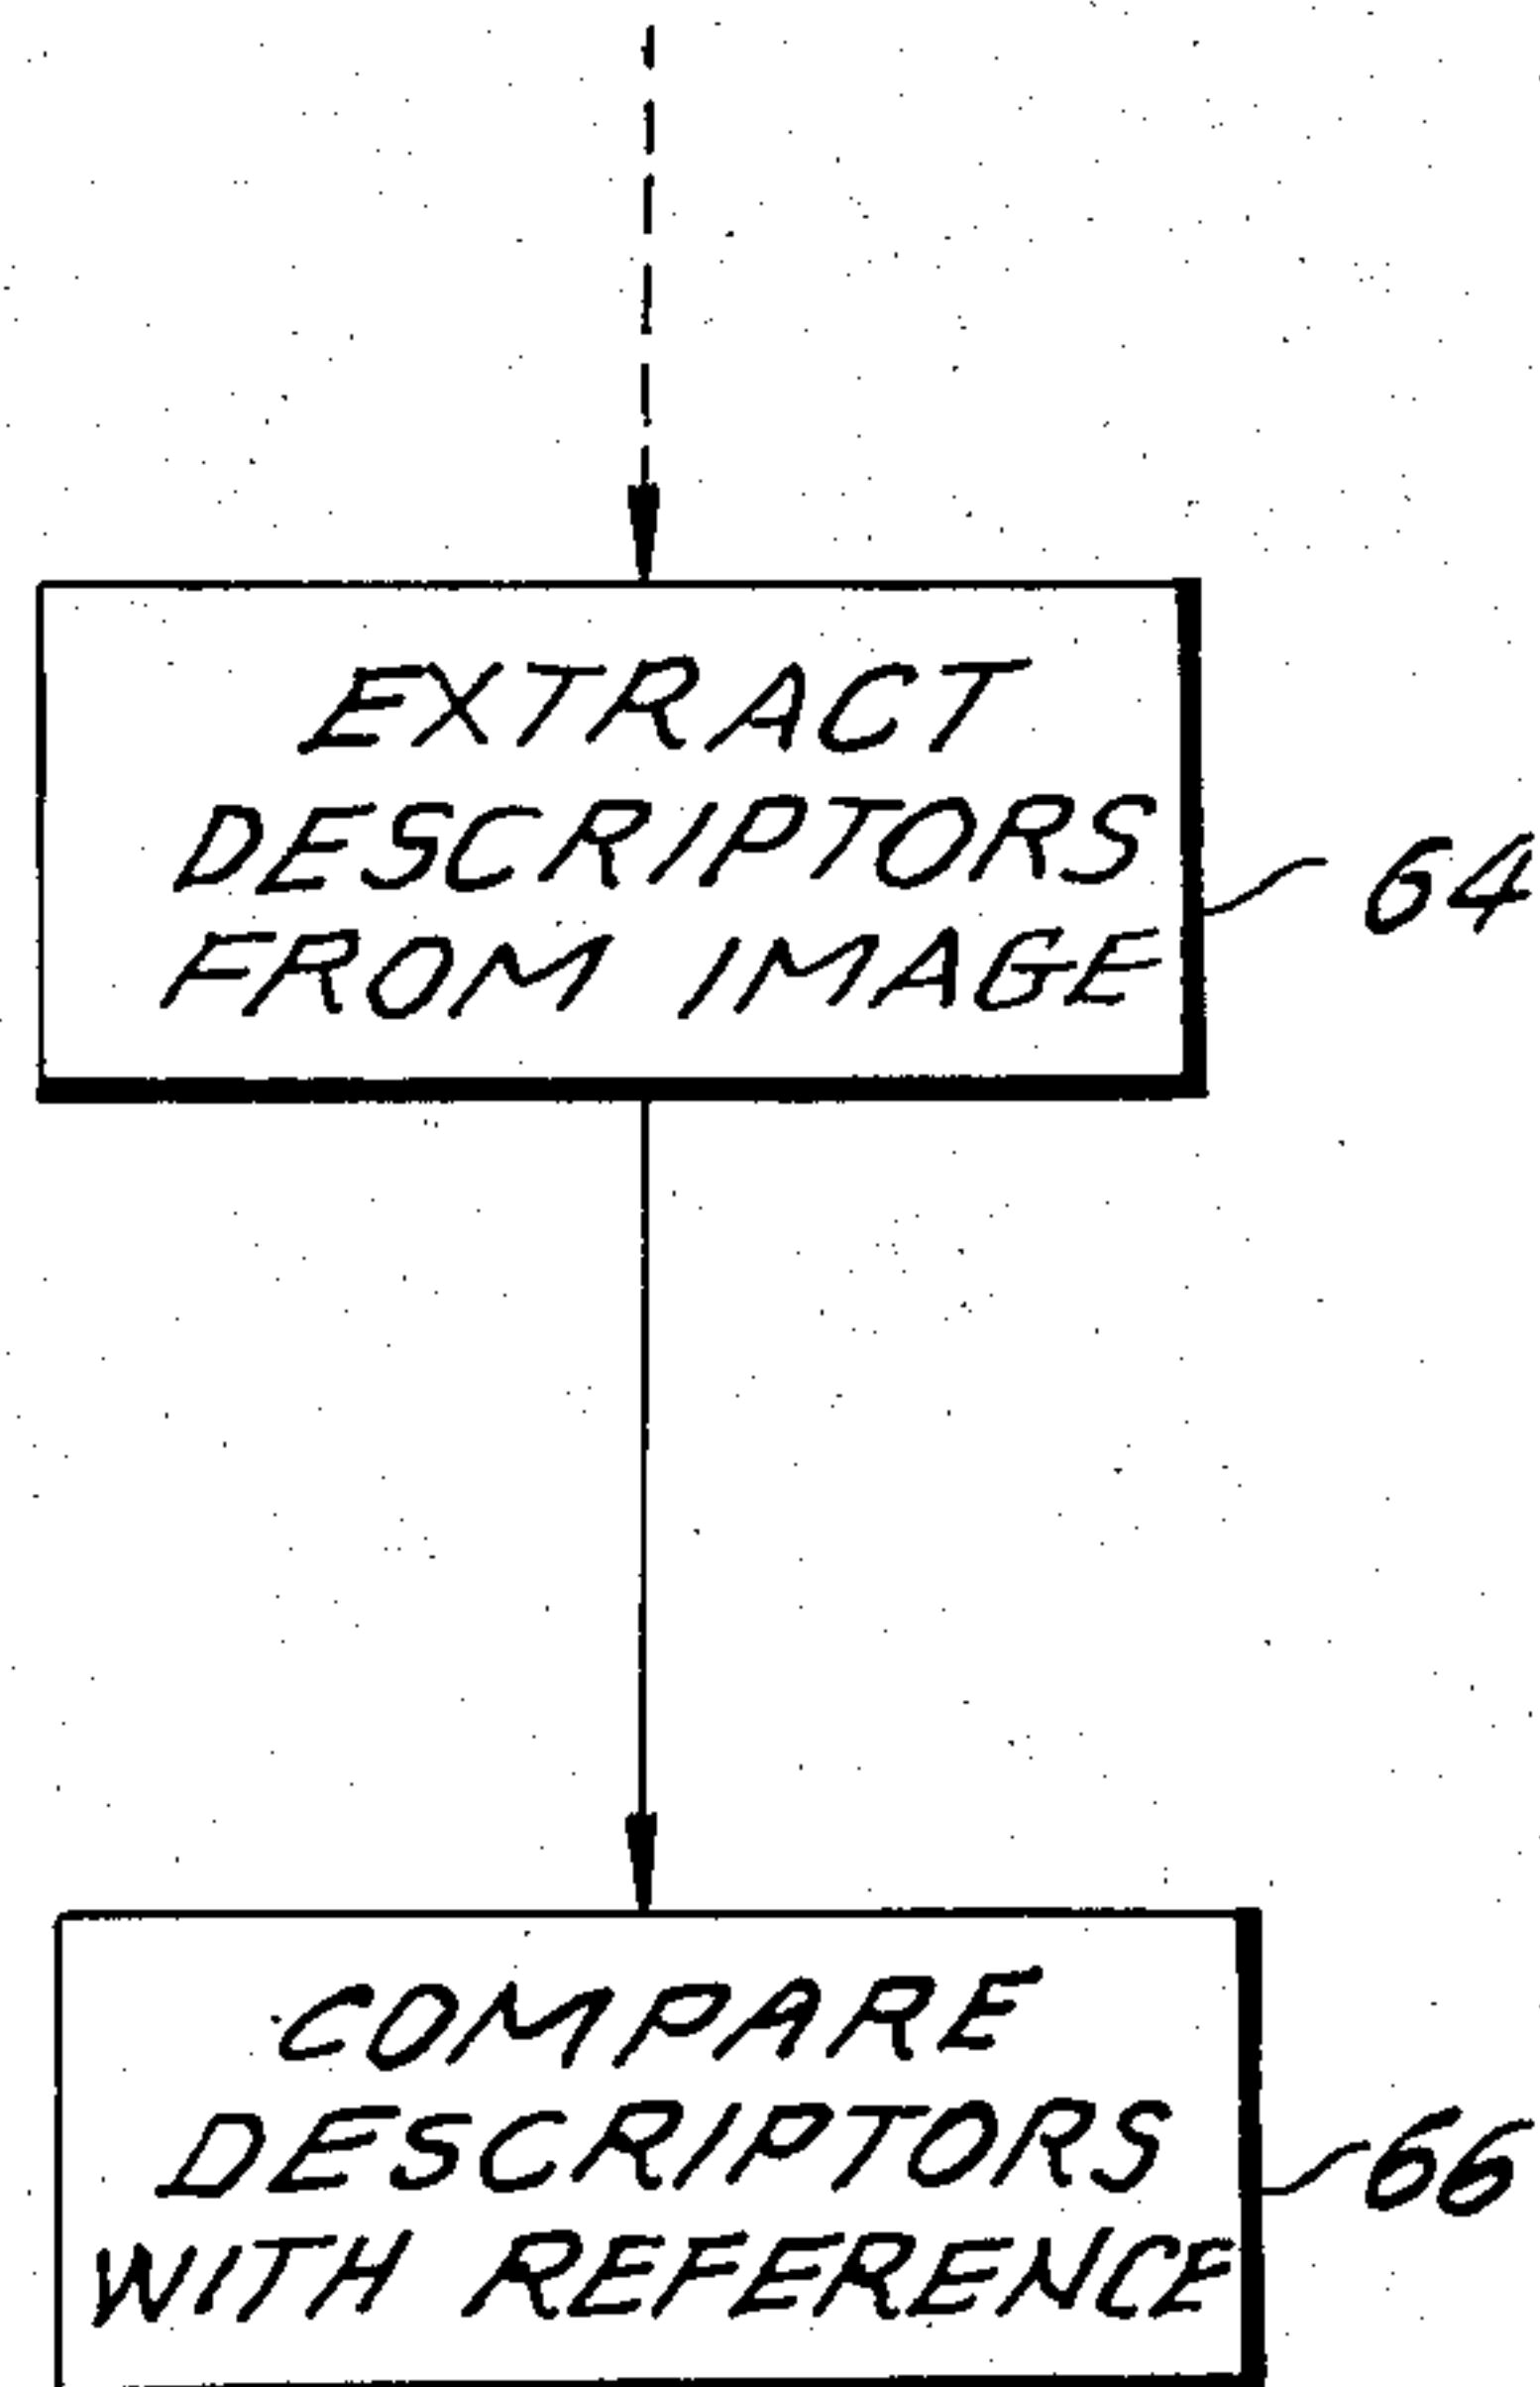 EXTRACT
DESCRIPTORS
FROM IMAGE
64
COMPARE
DESCRIPTORS
WITH REFERENCE
66